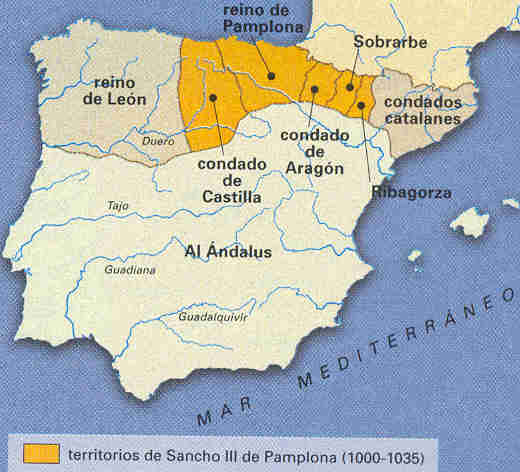 reino de
Pamplona
Sobrarbe
reino
de León
condados
catalanes
Duero
condado
de
Castilla
condado
de
Aragón
Ribagorza
Tajo
Al Ándalus
Guadiana
Guadalquivir
MAR MEDITERRÁNEO
territorios de Sancho III de Pamplona (1000-1035)